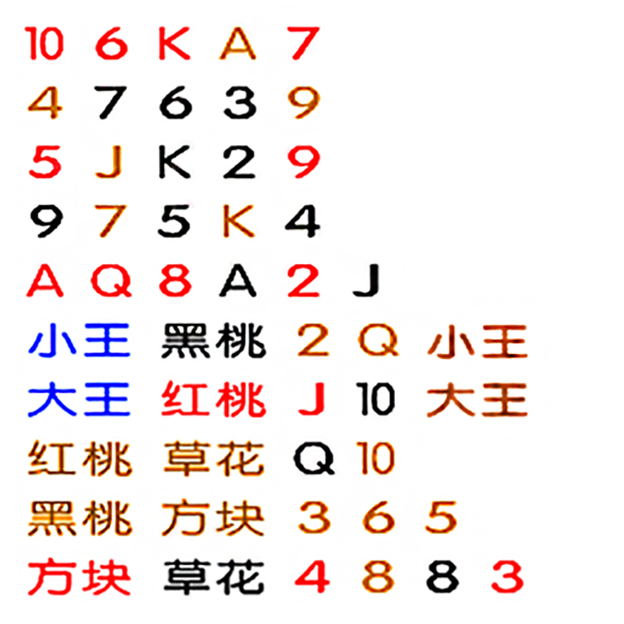 10 6 K A 7
4 7 6 3 9
5 J K 2 9
9 7 5 K 4
A Q 8 A 2 J
小王 黑桃 2 Q 小王
大王 红桃 J 10 大王
红桃 草花 Q 10
黑桃 方块 3 6 5
方块 草花 4 8 8 3